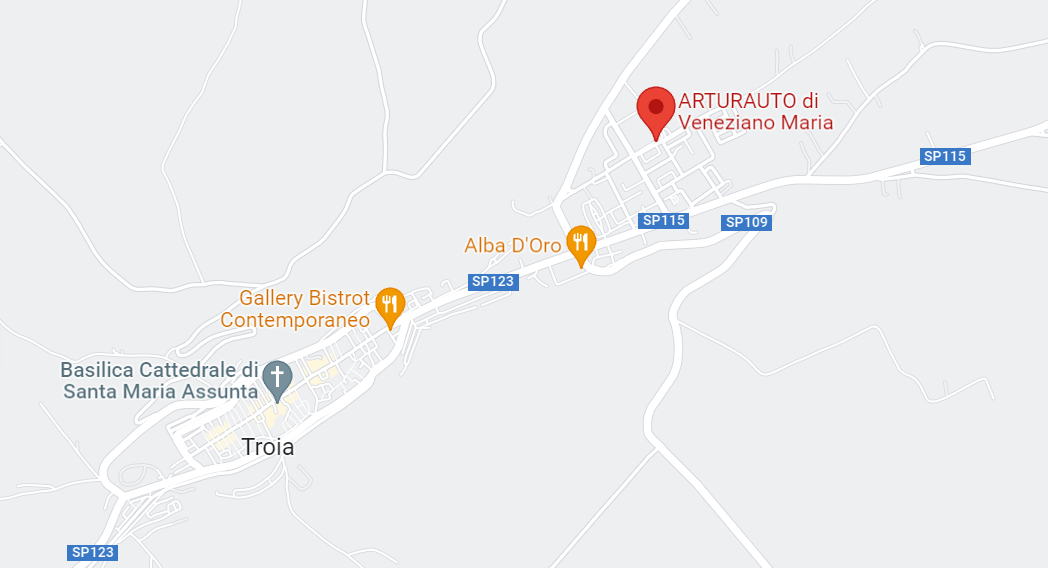 ARTURAUTO di
Veneziano Maria
SP115
SP115
SP109
Alba D'Oro
SP123
Gallery Bistrot
Contemporaneo
Basilica Cattedrale di
Santa Maria Assunta
Troia
SP123